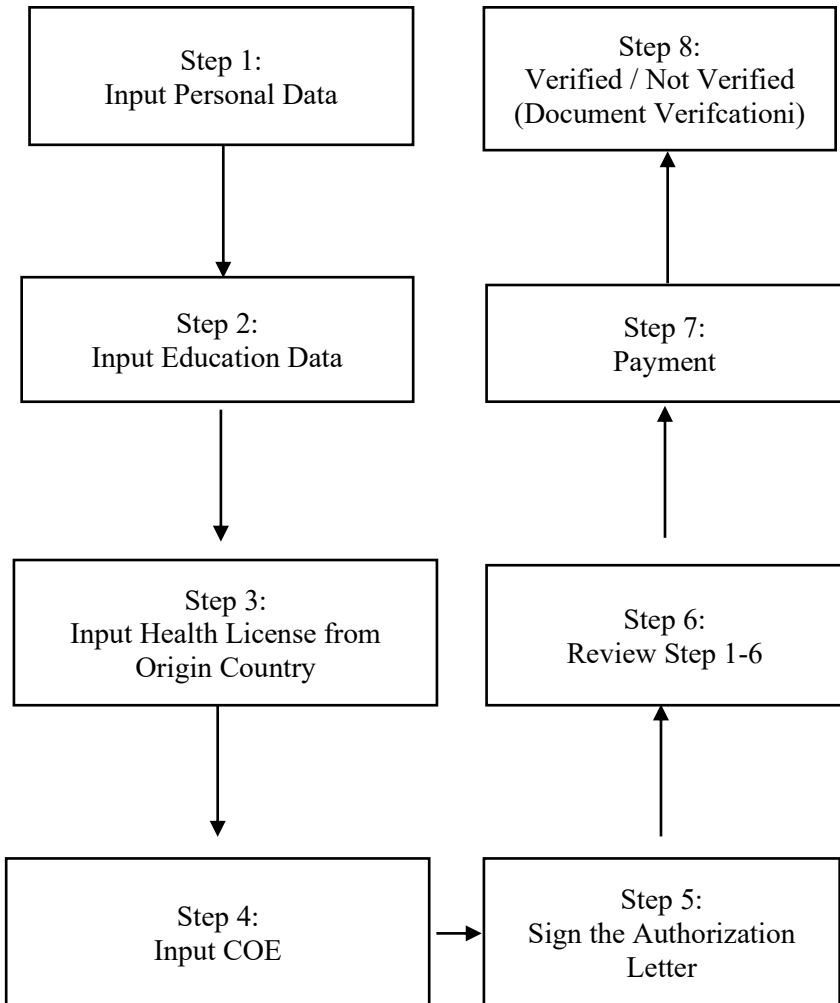 Step 1:
Input Personal Data
Step 2:
Input Education Data
Step 3:
Input Health License from
Origin Country
Step 4:
Input COE
Step 5:
Sign the Authorization
Letter
Step 6:
Review Step 1-6
Step 7:
Payment
Step 8:
Verified / Not Verified
(Document Verifcationi)